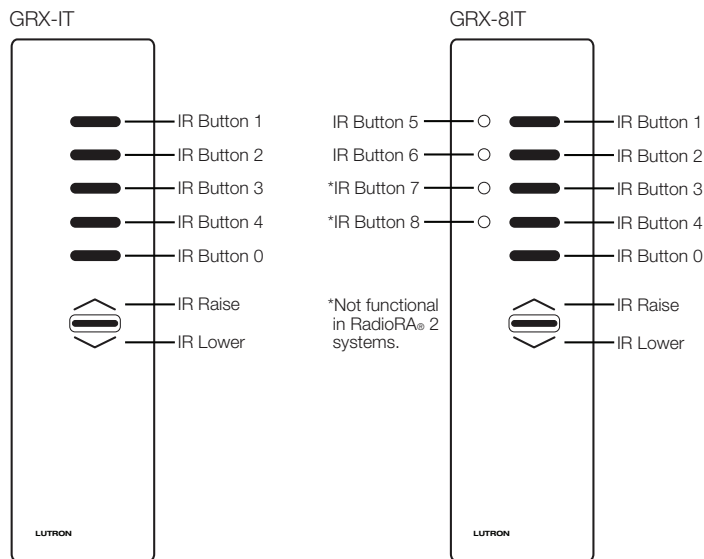 GRX-IT
IR Button 1
IR Button 2
IR Button 3
IR Button 4
IR Button 0
IR Raise
IR Lower
LUTRON
GRX-8IT
IR Button 5
IR Button 6
*IR Button 7
*IR Button 8
*Not functional
in RadioRA® 2
systems.
IR Button 1
IR Button 2
IR Button 3
IR Button 4
IR Button 0
IR Raise
IR Lower
LUTRON